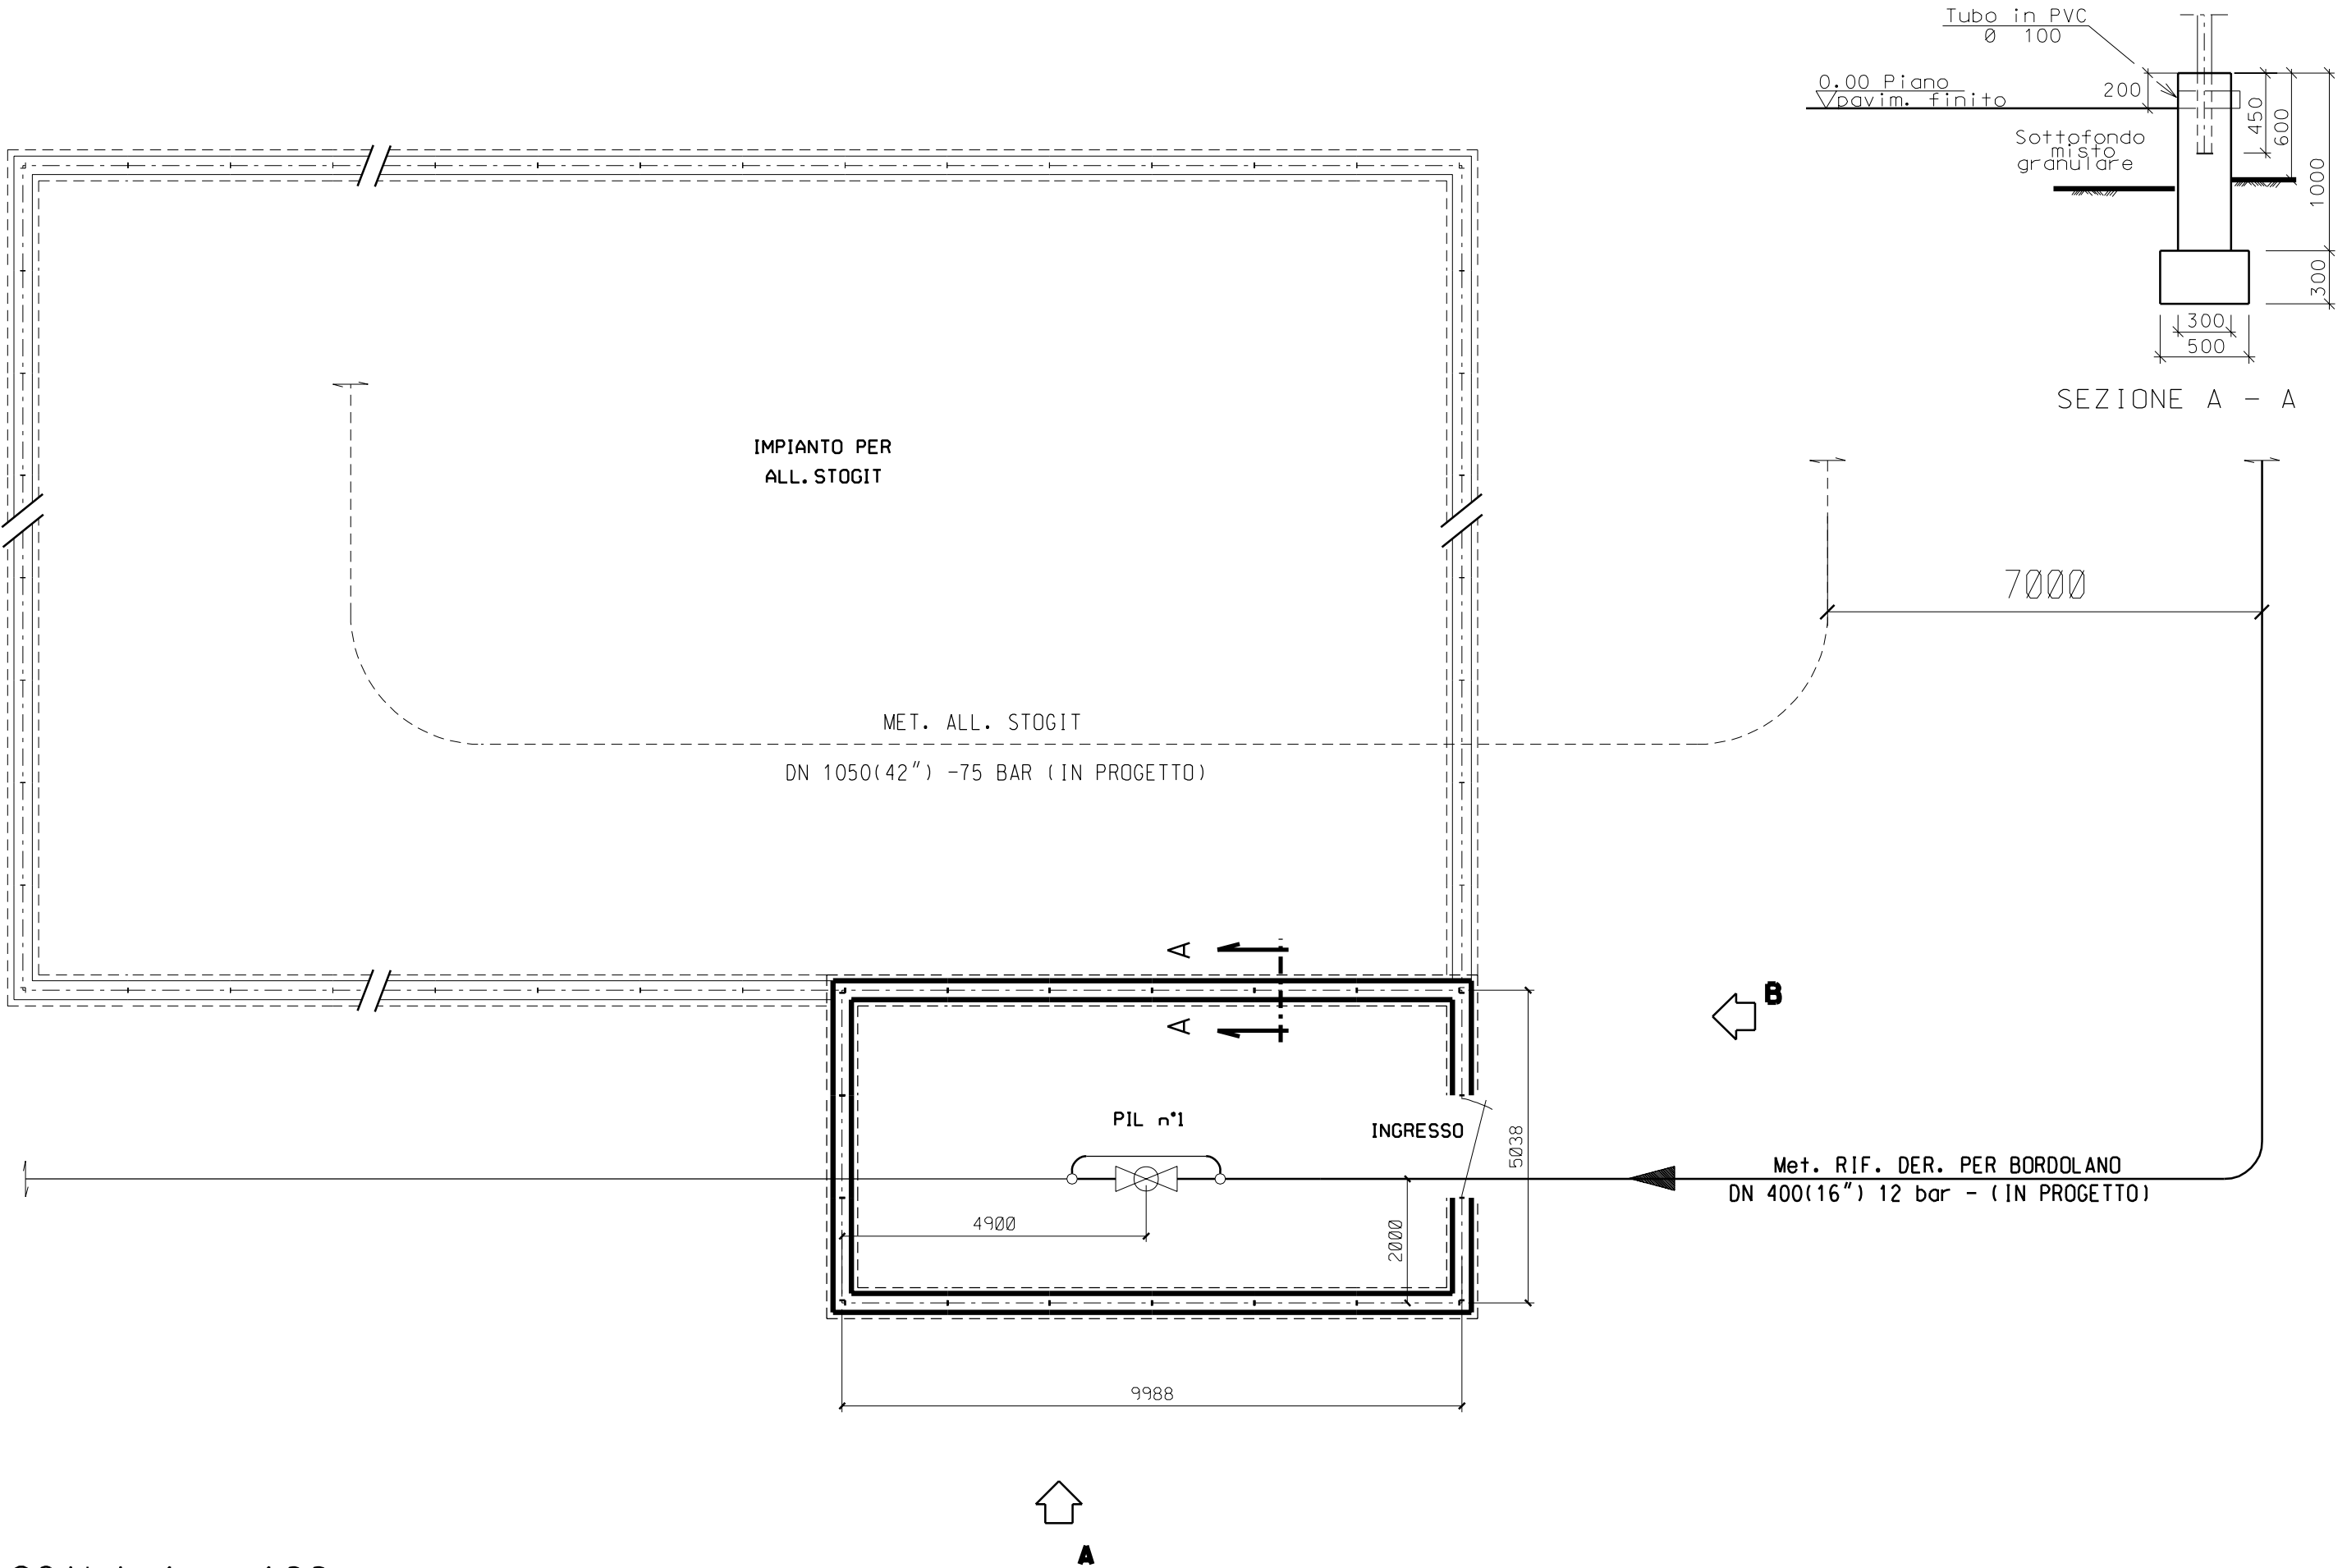 Tubo in PVC
Ø 100
0.00 Piano
pavim. finito
200
450
600
1000
300
Sottofondo
misto
granulare
300
500
SEZIONE A - A
IMPIANTO PER
ALL. STOGIT
7000
MET. ALL. STOGIT
DN 1050(42") -75 BAR (IN PROGETTO)
A
A
B
PIL n°1
INGRESSO
5038
Met. RIF. DER. PER BORDOLANO
DN 400(16") 12 bar - (IN PROGETTO)
4900
2000
9988
A